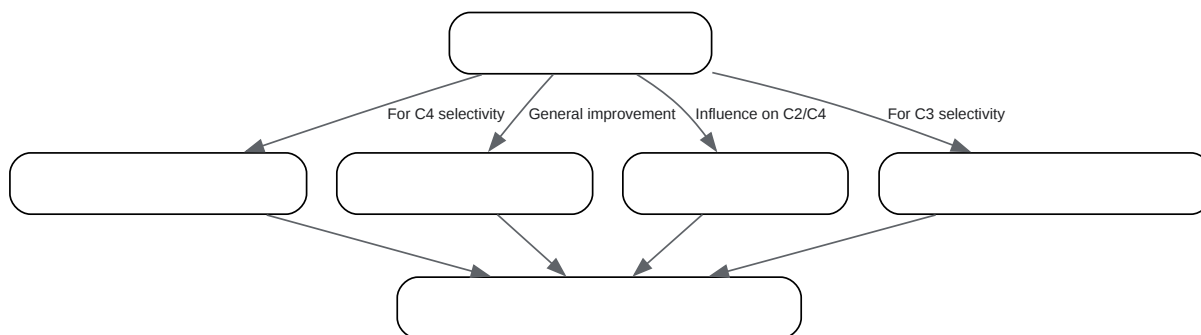 For C4 selectivity
General improvement
Influence on C2/C4
For C3 selectivity